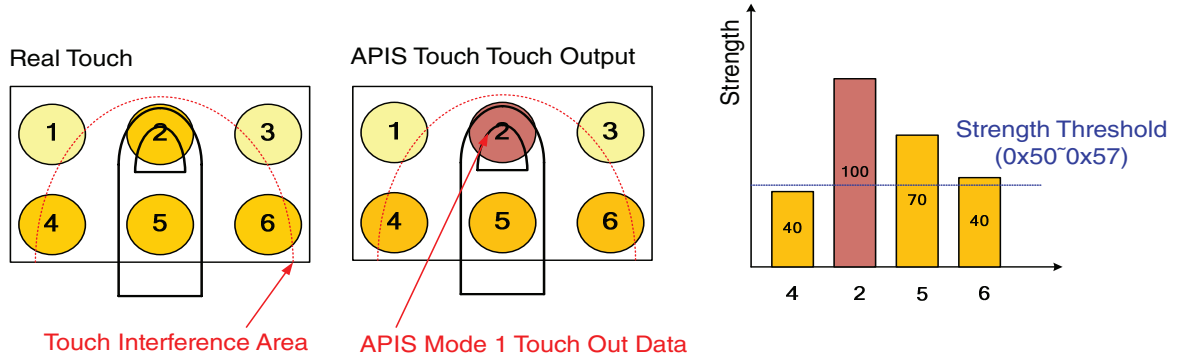 Real Touch
1
2
3
4
5
6
Touch Interference Area
APIS Touch Touch Output
1
2
3
4
5
6
APIS Mode 1 Touch Out Data
Strength
Strength Threshold
(0x50~0x57)
40
100
70
40
4
2
5
6